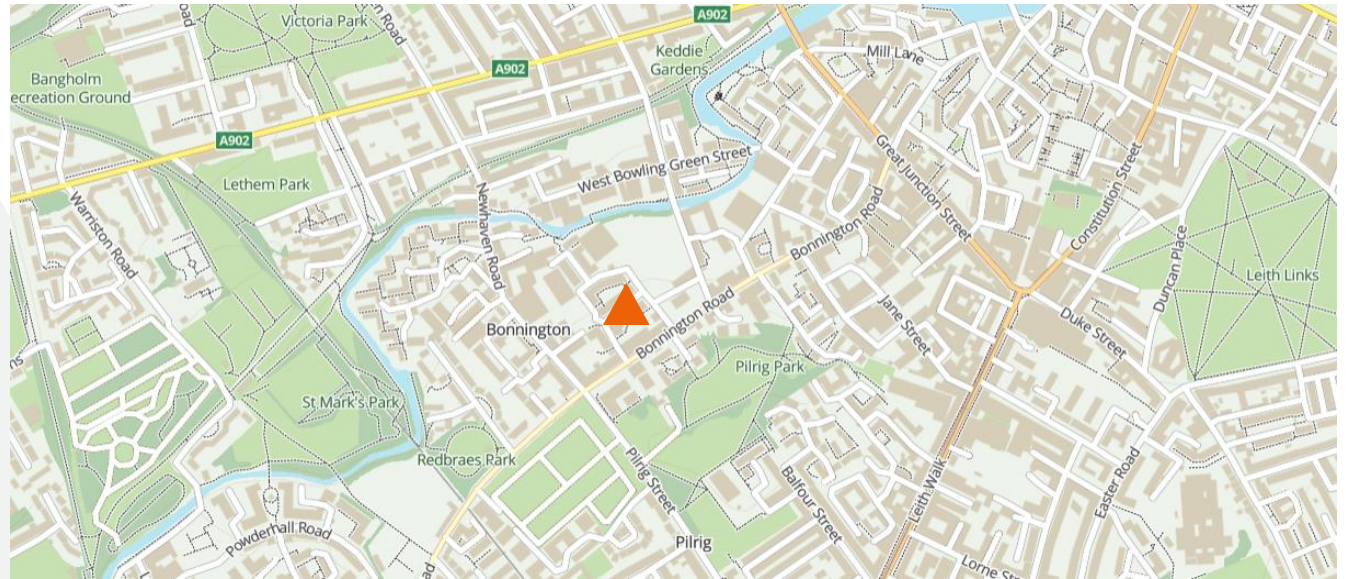 Victoria Park
A902
Keddie
Gardens
Mill Lane
A902
Bangholm
ecreation Ground
A902
Great Junction Street
West Bowling Green Street
Constitution Street
Lethem Park
Newhaven Road
Warriston Road
Bonnington Road
Duncan Place
Leith Links
Jane Street
Duke Street
Bonnington
Bonnington Road
Pilrig Park
St Mark's Park
Redbraes Park
Pilrig Street
Balfour Street
Leith Walk
Easter Road
Powderhall Road
Pilrig
Lorne St